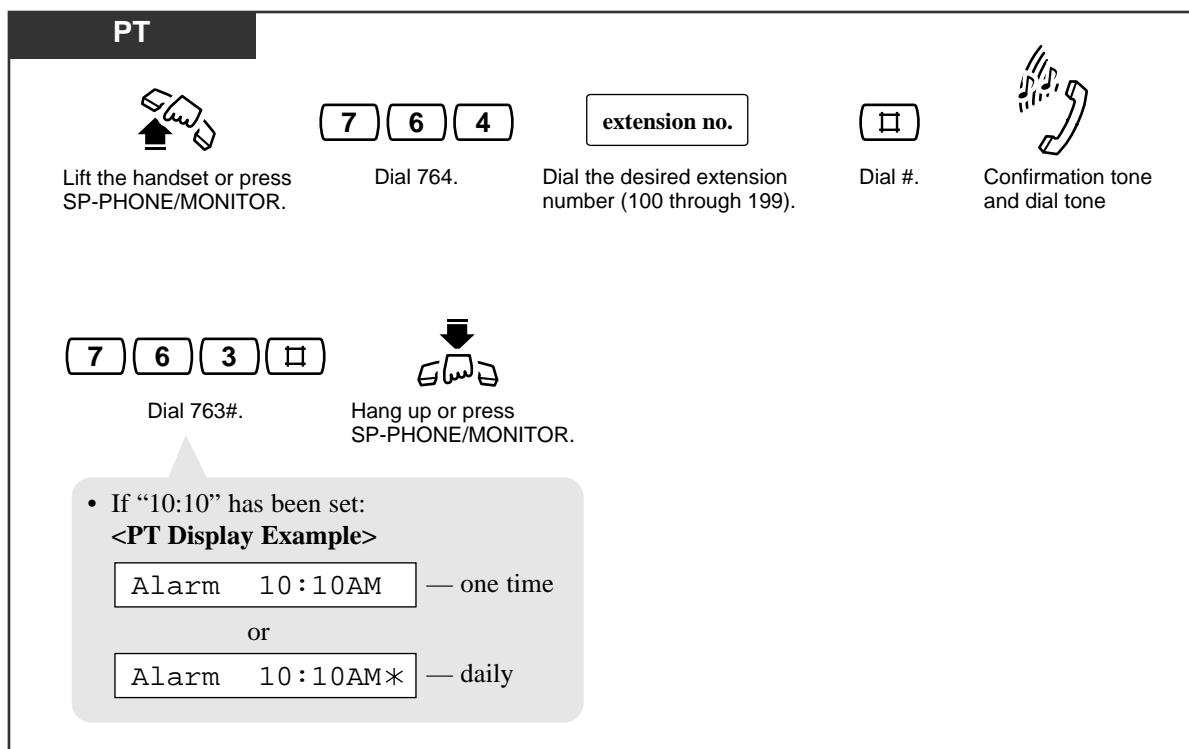 PT
7 6 4
extension no.
#
Lift the handset or press
SP-PHONE/MONITOR.
Dial 764.
Dial the desired extension
number (100 through 199).
Dial #.
Confirmation tone
and dial tone
7 6 3 #
Dial 763#.
Hang up or press
SP-PHONE/MONITOR.
• If “10:10” has been set:
<PT Display Example>
Alarm 10:10AM — one time
or
Alarm 10:10AM* — daily